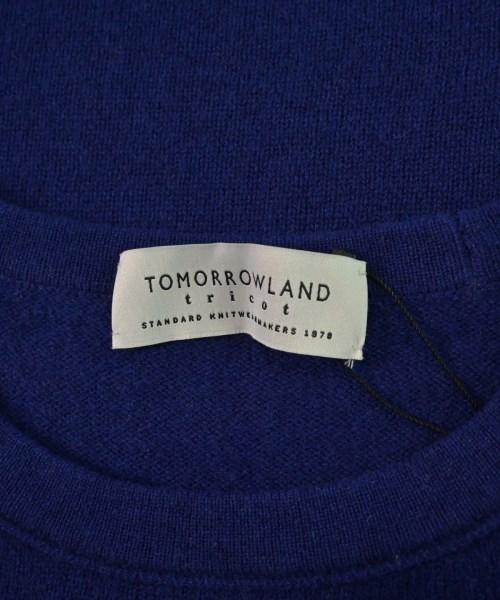 TOMORROWLAND
tricot
STANDARD KNITWEARMAKERS 1978